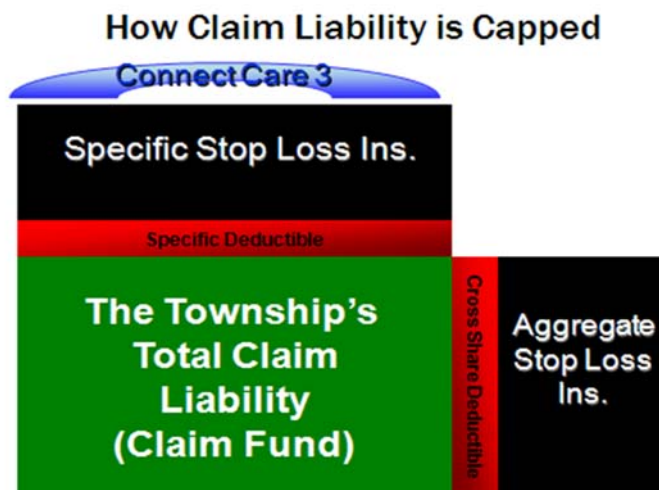 How Claim Liability is Capped
Connect Care 3
Specific Stop Loss Ins.
Specific Deductible
The Township's
Total Claim
Liability
(Claim Fund)
Cross Share Deductible
Aggregate
Stop Loss
Ins.